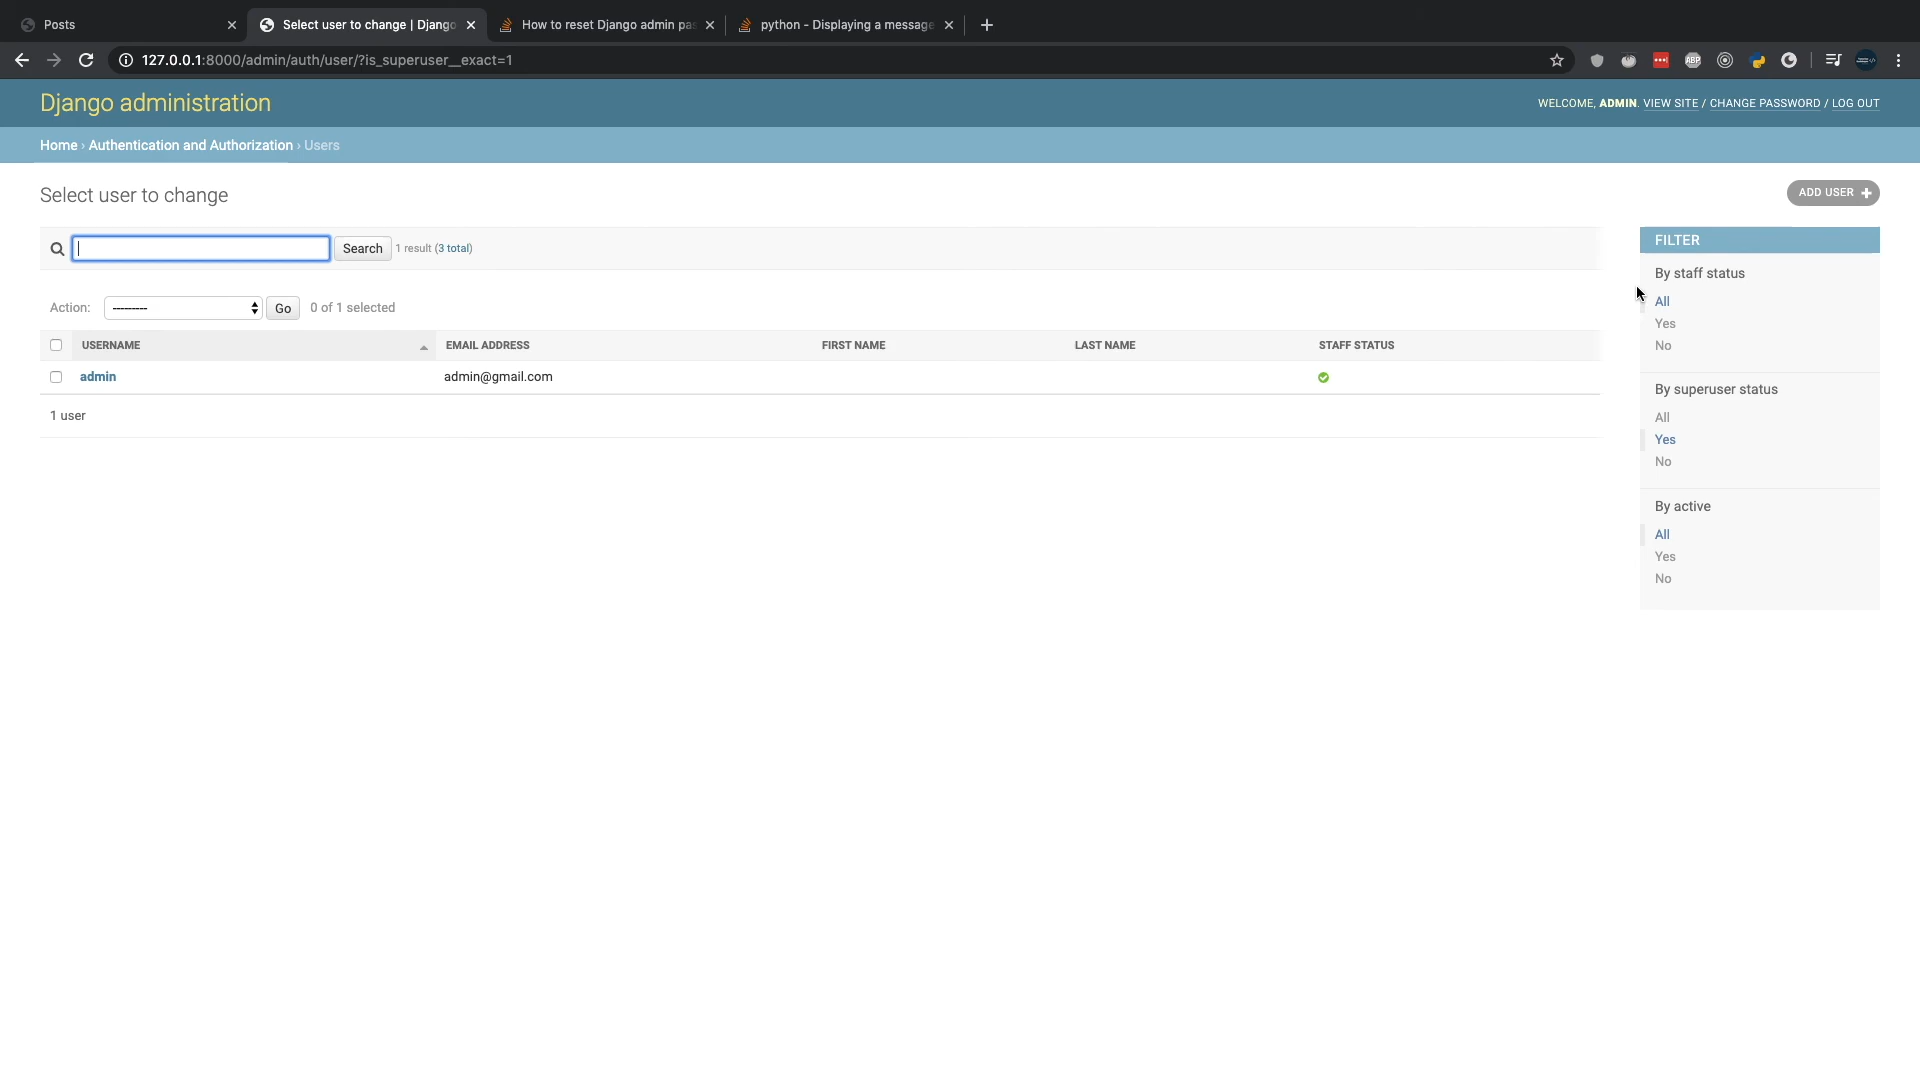 Posts
Select user to change | Django
How to reset Django admin pas
python - Displaying a message
127.0.0.1:8000/admin/auth/user/?is_superuser__exact=1
ABP
Django administration
WELCOME, ADMIN. VIEW SITE / CHANGE PASSWORD / LOG OUT
Home › Authentication and Authorization › Users
Select user to change
ADD USER +
Search
1 result (3 total)
FILTER
By staff status
All
Yes
No
By superuser status
All
Yes
No
By active
All
Yes
No
Action:
---------
Go
0 of 1 selected
USERNAME
EMAIL ADDRESS
FIRST NAME
LAST NAME
STAFF STATUS
admin
admin@gmail.com
1 user